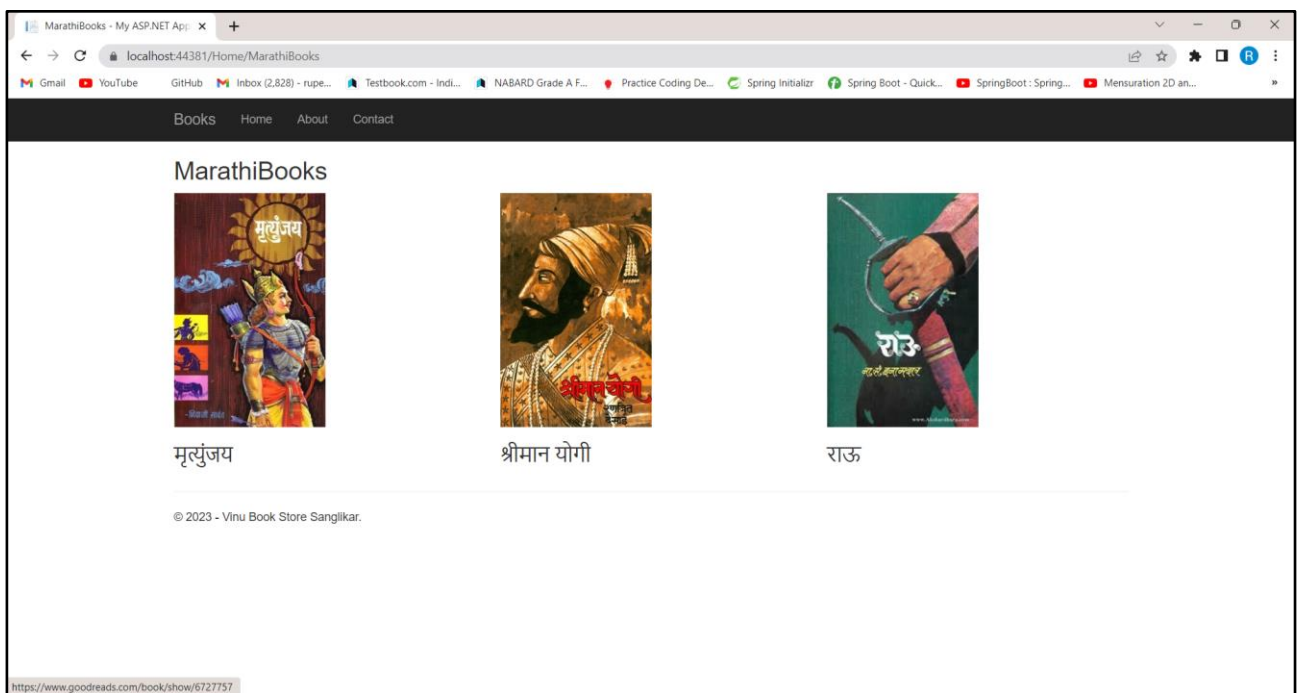 MarathiBooks - My ASP.NET App
localhost:44381/Home/MarathiBooks
R
Gmail YouTube GitHub Inbox (2,828) - rupe... Testbook.com - Indi... NABARD Grade A F... Practice Coding De... Spring Initializr Spring Boot - Quick... SpringBoot : Spring... Mensuration 2D an... »
Books Home About Contact
MarathiBooks
मृत्युंजय
श्रीमान योगी
रणजित
देसाई
राऊ
मृत्युंजय श्रीमान योगी राऊ
© 2023 - Vinu Book Store Sanglikar.
https://www.goodreads.com/book/show/6727757